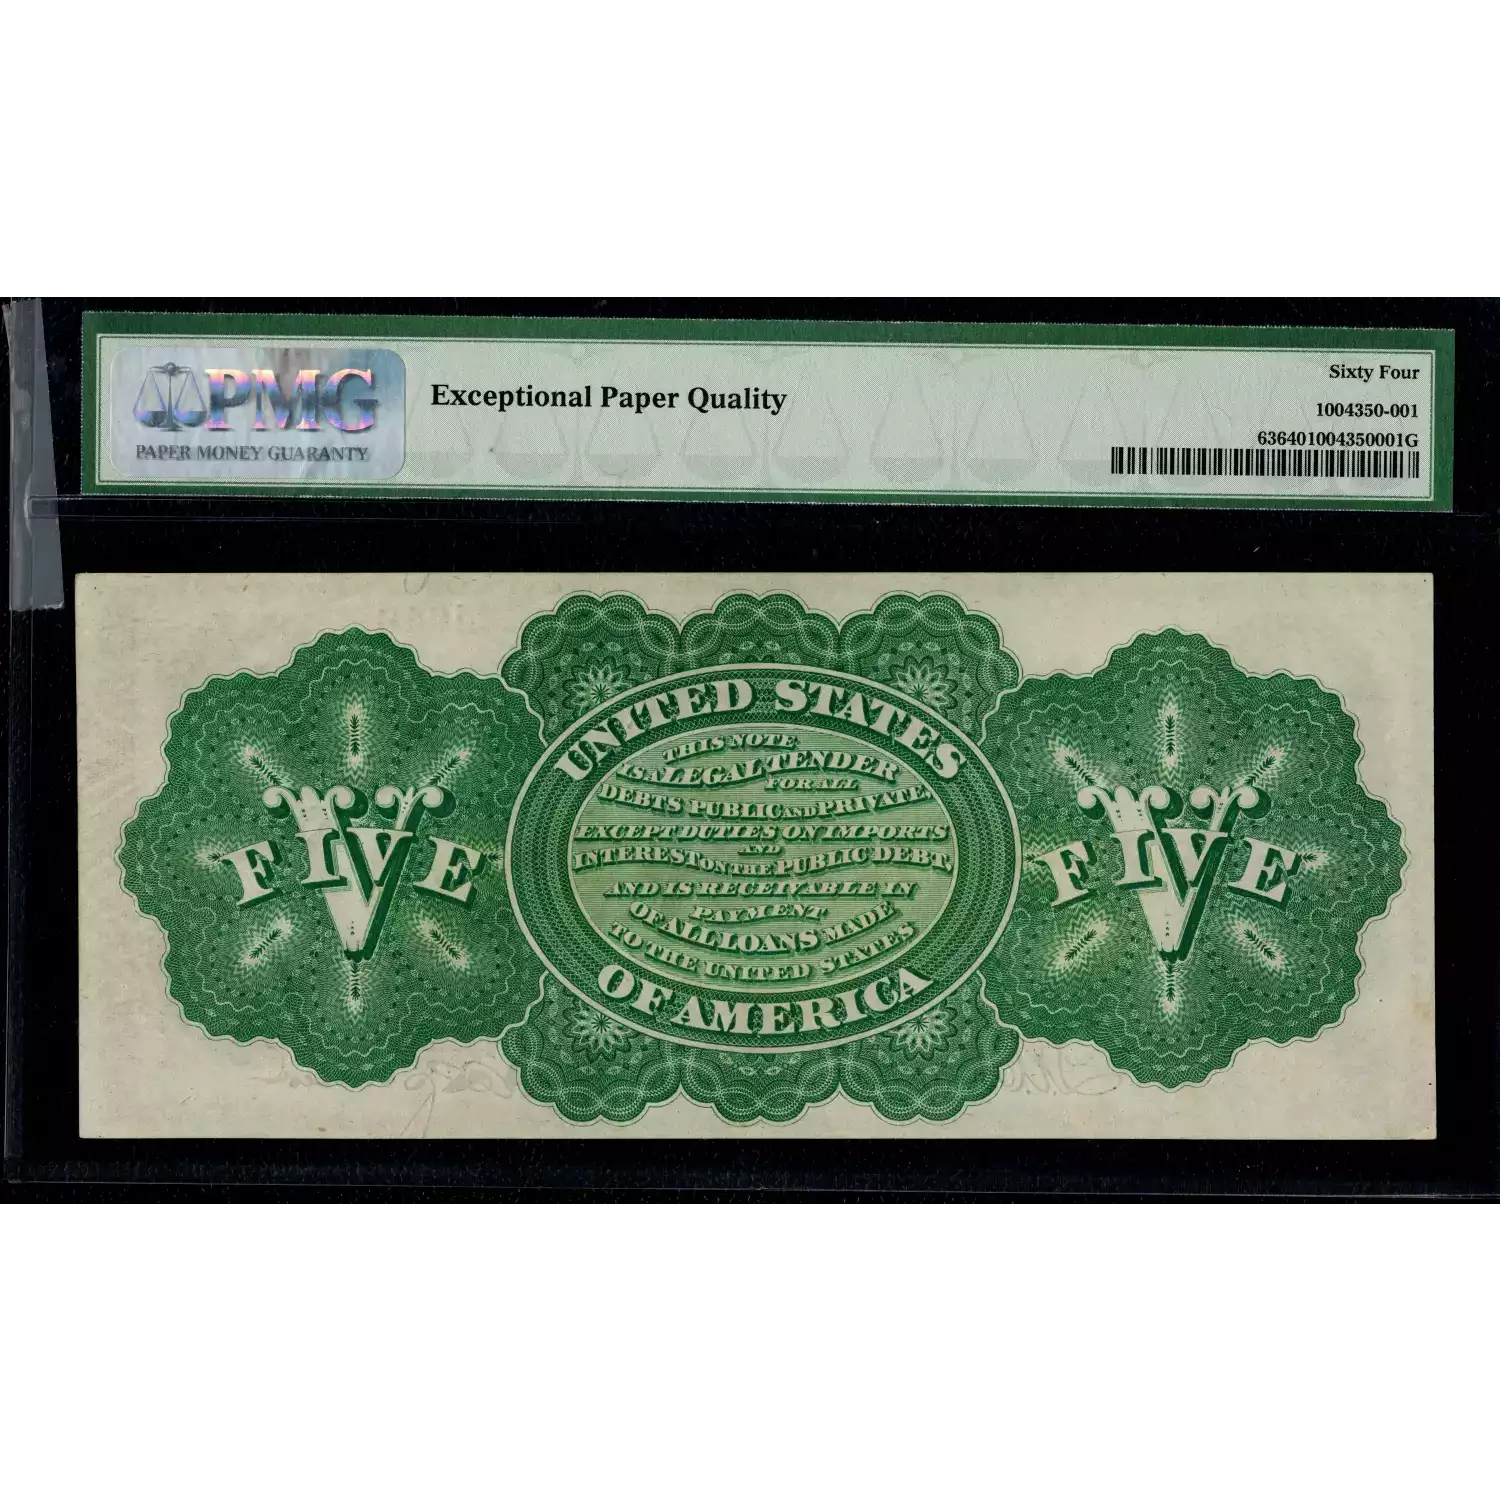 PMG
PAPER MONEY GUARANTY
Exceptional Paper Quality
Sixty Four
1004350-001
636401004350001G
UNITED STATES
THIS NOTE
IS A LEGAL TENDER
FOR ALL
DEBTS PUBLIC AND PRIVATE
EXCEPT DUTIES ON IMPORTS
AND
INTEREST ON THE PUBLIC DEBT,
AND IS RECEIVABLE IN
PAYMENT
OF ALL LOANS MADE
TO THE UNITED STATES
OF AMERICA
FIVE
V
FIVE
V